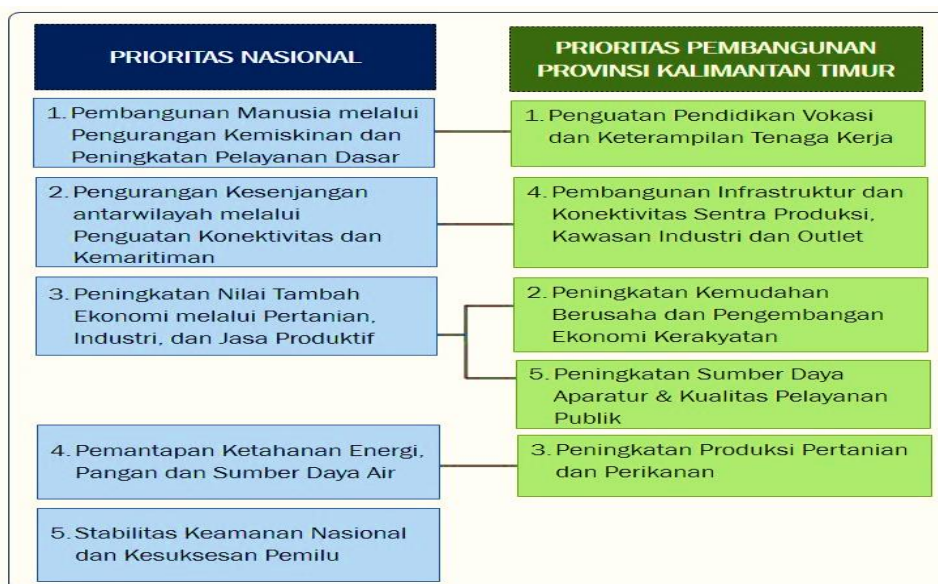 PRIORITAS NASIONAL
PRIORITAS PEMBANGUNAN
PROVINSI KALIMANTAN TIMUR
1. Pembangunan Manusia melalui
Pengurangan Kemiskinan dan
Peningkatan Pelayanan Dasar
1. Penguatan Pendidikan Vokasi
dan Keterampilan Tenaga Kerja
2. Pengurangan Kesenjangan
antarwilayah melalui
Penguatan Konektivitas dan
Kemaritiman
4. Pembangunan Infrastruktur dan
Konektivitas Sentra Produksi,
Kawasan Industri dan Outlet
3. Peningkatan Nilai Tambah
Ekonomi melalui Pertanian,
Industri, dan Jasa Produktif
2. Peningkatan Kemudahan
Berusaha dan Pengembangan
Ekonomi Kerakyatan
5. Peningkatan Sumber Daya
Aparatur & Kualitas Pelayanan
Publik
4. Pemantapan Ketahanan Energi,
Pangan dan Sumber Daya Air
3. Peningkatan Produksi Pertanian
dan Perikanan
5. Stabilitas Keamanan Nasional
dan Kesuksesan Pemilu